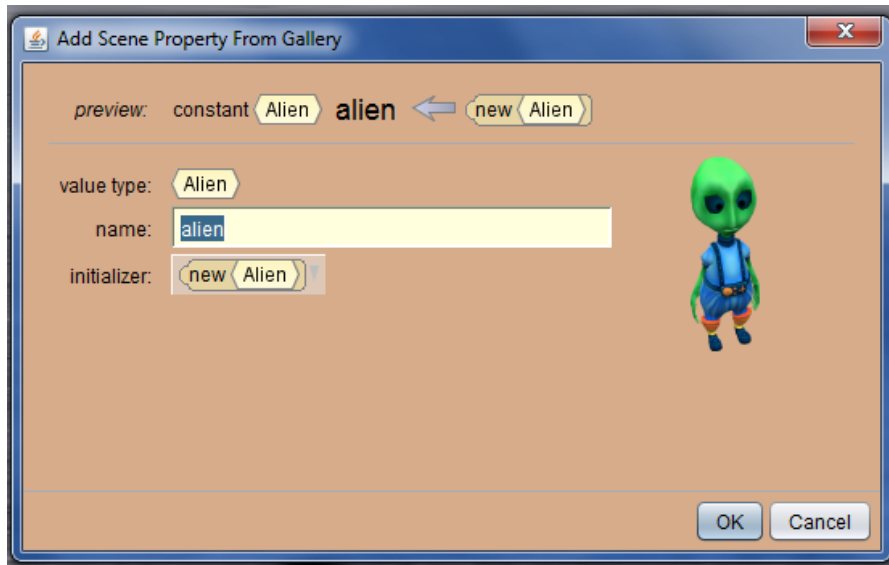 Add Scene Property From Gallery
preview: constant Alien alien new Alien
value type: Alien
name: alien
initializer: new Alien
OK Cancel